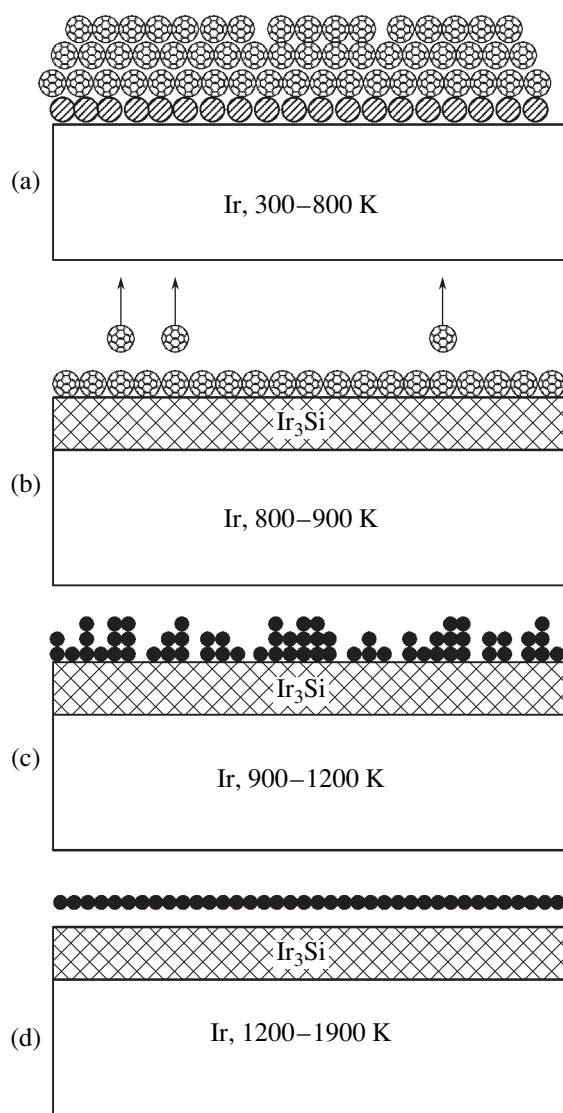 (a)
Ir, 300–800 K
Ir₃Si
(b)
Ir, 800–900 K
Ir₃Si
(c)
Ir, 900–1200 K
Ir₃Si
(d)
Ir, 1200–1900 K